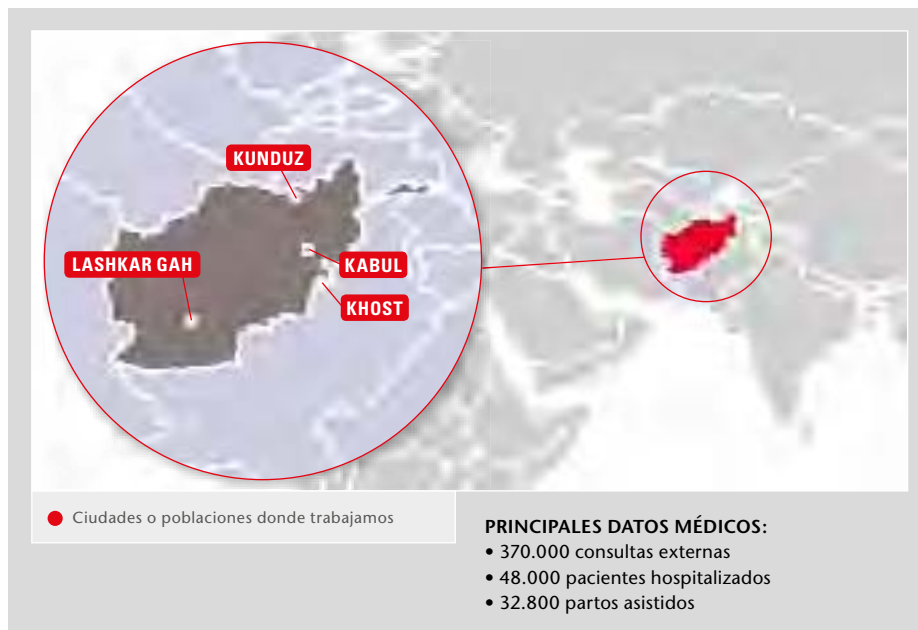 KUNDUZ
LASHKAR GAH
KABUL
KHOST
Ciudades o poblaciones donde trabajamos
PRINCIPALES DATOS MÉDICOS:
• 370.000 consultas externas
• 48.000 pacientes hospitalizados
• 32.800 partos asistidos